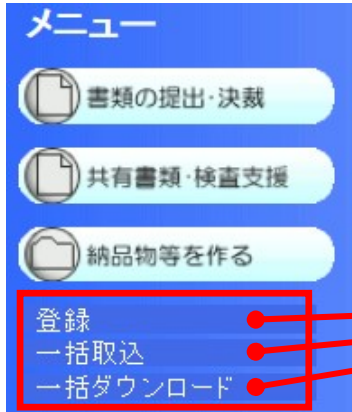 メニュー
書類の提出･決裁
共有書類･検査支援
納品物等を作る
登録
一括取込
一括ダウンロード